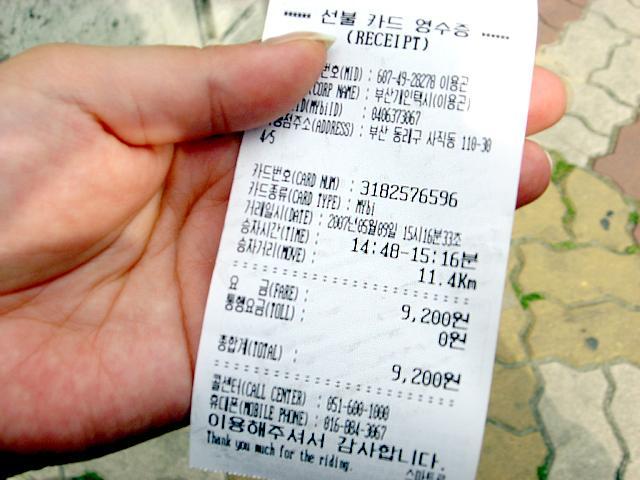 ****** 선불 카드 영수증 ******
(RECEIPT)
번호(MID) : 607-49-28278 이용곤
(CORP NAME) : 부산개인택시(이용곤)
ID(MYbiID) : 0406373067
주소(ADDRESS) : 부산 동래구 사직동 110-30
4/5
카드번호(CARD NUM) : 3182576596
카드종류(CARD TYPE) : MYbi
거래일시(DATE) : 2007년05월09일 15시16분33초
승차시간(TIME) : 14:48-15:16분
승차거리(MOVE) : 11.4Km
요 금(FARE) : 9,200원
통행요금(TOLL) : 0원
총합계(TOTAL) : 9,200원
콜센터(CALL CENTER) : 051-600-1000
휴대폰(MOBILE PHONE) : 016-884-3067
이용해주셔서 감사합니다.
Thank you much for the riding.